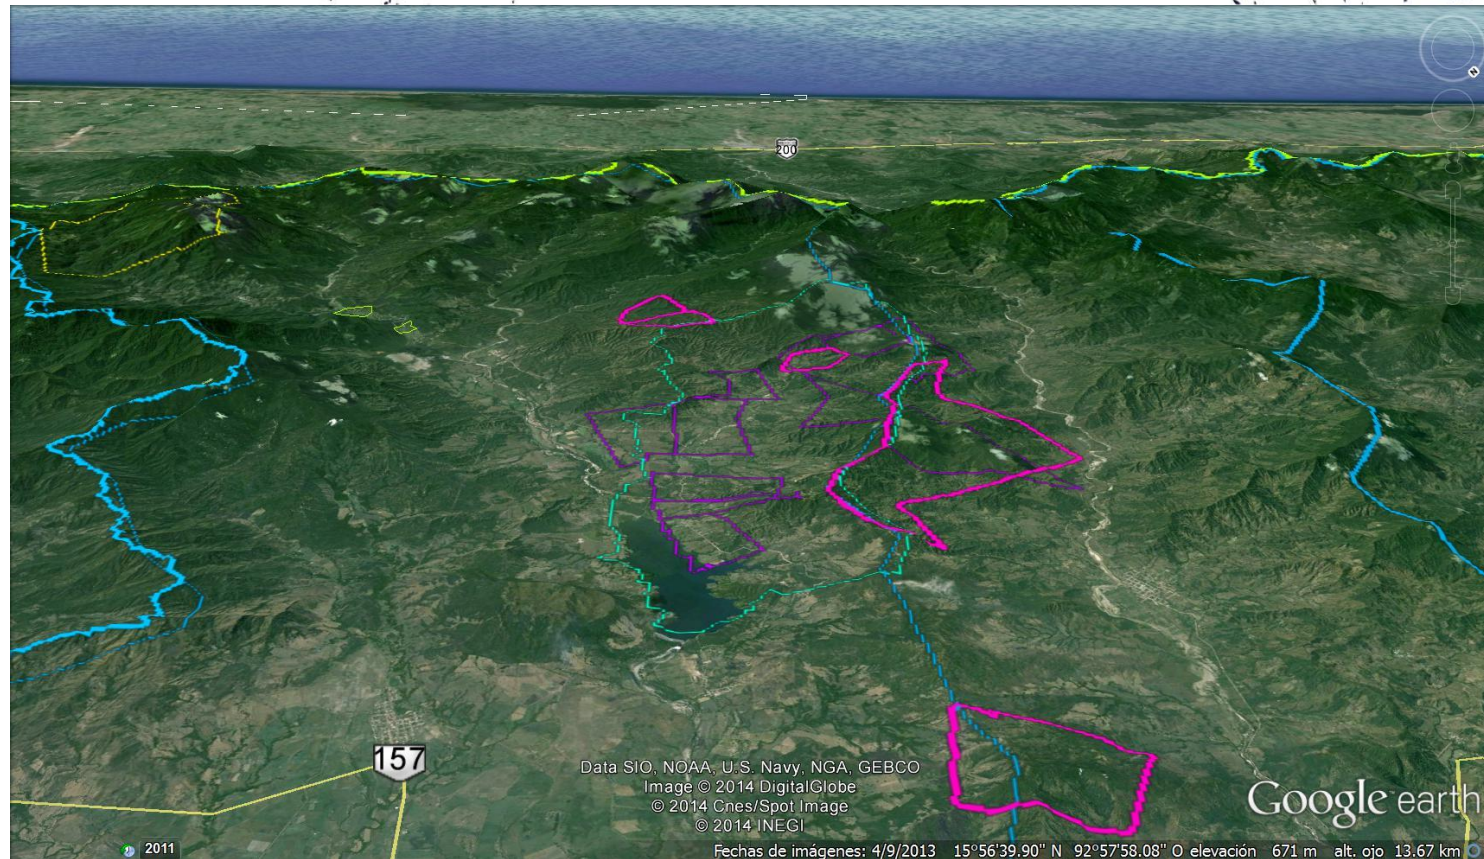 N
200
157
Data SIO, NOAA, U.S. Navy, NGA, GEBCO
Image © 2014 DigitalGlobe
© 2014 Cnes/Spot Image
© 2014 INEGI
Google earth
2011
Fechas de imágenes: 4/9/2013 15°56'39.90" N 92°57'58.08" O elevación 671 m alt. ojo 13.67 km